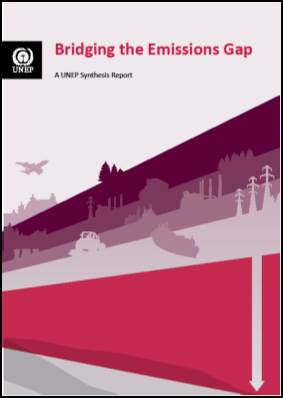 Bridging the Emissions Gap
UNEP
A UNEP Synthesis Report